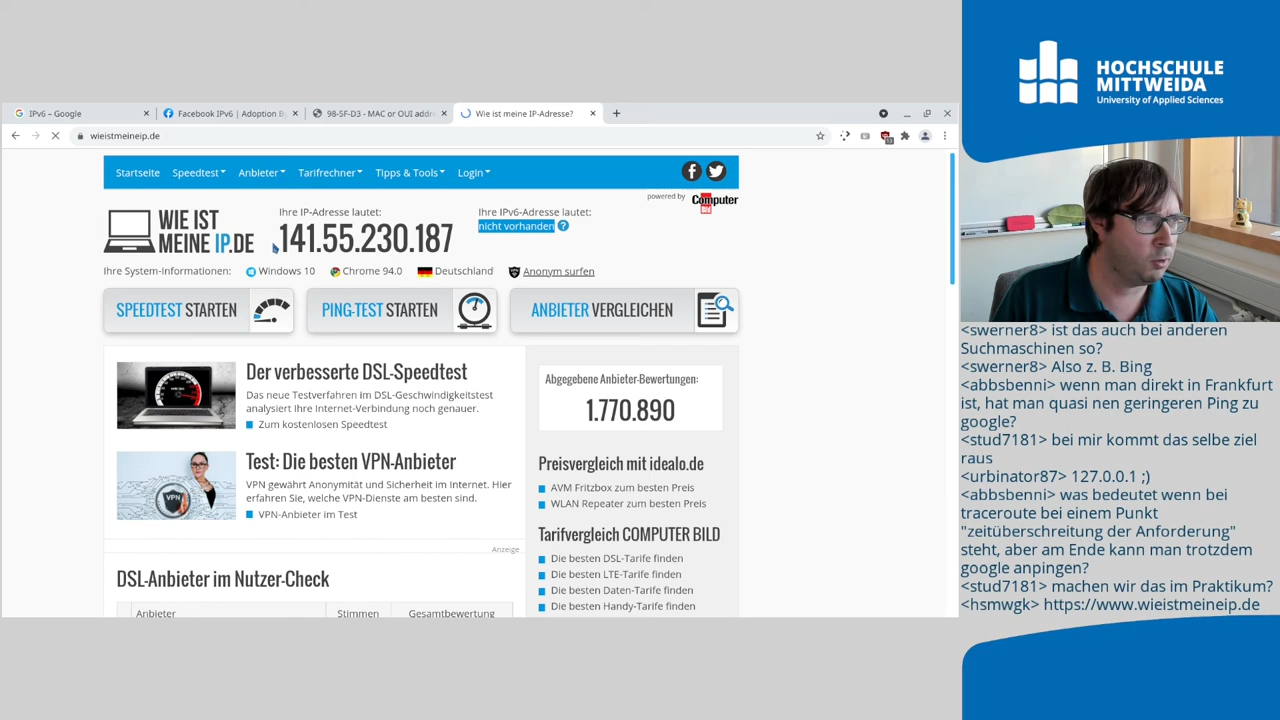 HOCHSCHULE
MITTWEIDA
University of Applied Sciences
IPv6 – Google
Facebook IPv6 | Adoption B
98-5F-D3 - MAC or OUI addre
Wie ist meine IP-Adresse?
wieistmeineip.de
Startseite
Speedtest
Anbieter
Tarifrechner
Tipps & Tools
Login
WIE IST
MEINE IP.DE
Ihre IP-Adresse lautet:
141.55.230.187
Ihre IPv6-Adresse lautet:
nicht vorhanden ?
powered by
Computer
Bild
Ihre System-Informationen: Windows 10 Chrome 94.0 Deutschland Anonym surfen
SPEEDTEST STARTEN
PING-TEST STARTEN
ANBIETER VERGLEICHEN
Der verbesserte DSL-Speedtest
Das neue Testverfahren im DSL-Geschwindigkeitstest
analysiert Ihre Internet-Verbindung noch genauer.
Zum kostenlosen Speedtest
Test: Die besten VPN-Anbieter
VPN
VPN gewährt Anonymität und Sicherheit im Internet. Hier
erfahren Sie, welche VPN-Dienste am besten sind.
VPN-Anbieter im Test
Anzeige
DSL-Anbieter im Nutzer-Check
Anbieter Stimmen Gesamtbewertung
Abgegebene Anbieter-Bewertungen:
1.770.890
Preisvergleich mit idealo.de
AVM Fritzbox zum besten Preis
WLAN Repeater zum besten Preis
Tarifvergleich COMPUTER BILD
Die besten DSL-Tarife finden
Die besten LTE-Tarife finden
Die besten Daten-Tarife finden
Die besten Handy-Tarife finden
<swerner8> ist das auch bei anderen
Suchmaschinen so?
<swerner8> Also z. B. Bing
<abbsbenni> wenn man direkt in Frankfurt
ist, hat man quasi nen geringeren Ping zu
google?
<stud7181> bei mir kommt das selbe ziel
raus
<urbinator87> 127.0.0.1 ;)
<abbsbenni> was bedeutet wenn bei
traceroute bei einem Punkt
"zeitüberschreitung der Anforderung"
steht, aber am Ende kann man trotzdem
google anpingen?
<stud7181> machen wir das im Praktikum?
<hsmwgk> https://www.wieistmeineip.de